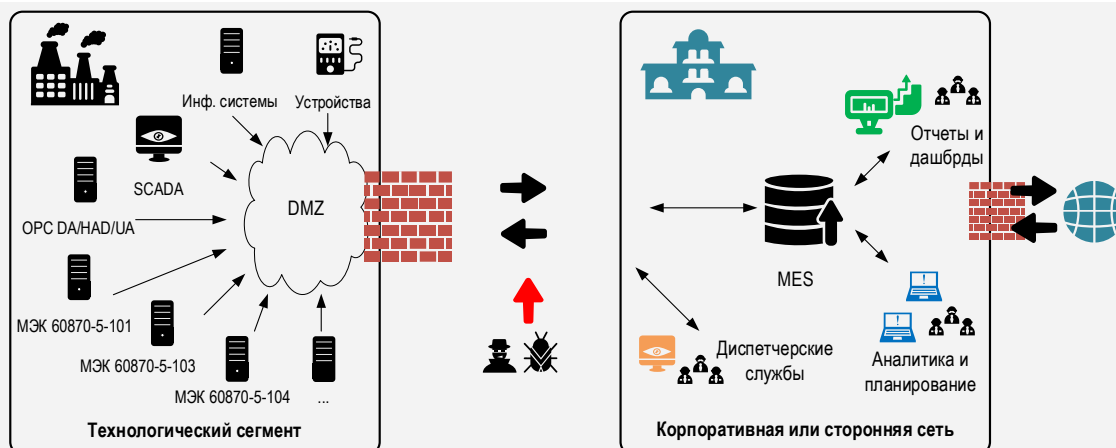 Инф. системы
Устройства
SCADA
DMZ
ОРС DA/HAD/UA
МЭК 60870-5-101
МЭК 60870-5-103
МЭК 60870-5-104
...
Технологический сегмент
Отчеты и
дашбрды
MES
Диспетчерские
службы
Аналитика и
планирование
Корпоративная или сторонняя сеть